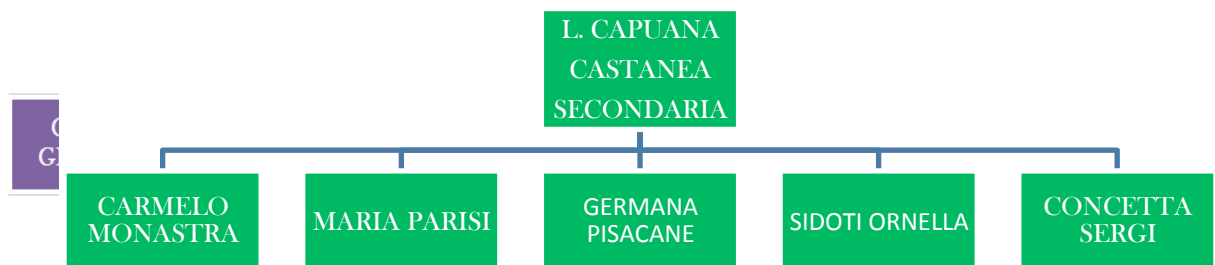 L. CAPUANA
CASTANEA
SECONDARIA
CARMELO
MONASTRA
MARIA PARISI
GERMANA
PISACANE
SIDOTI ORNELLA
CONCETTA
SERGI